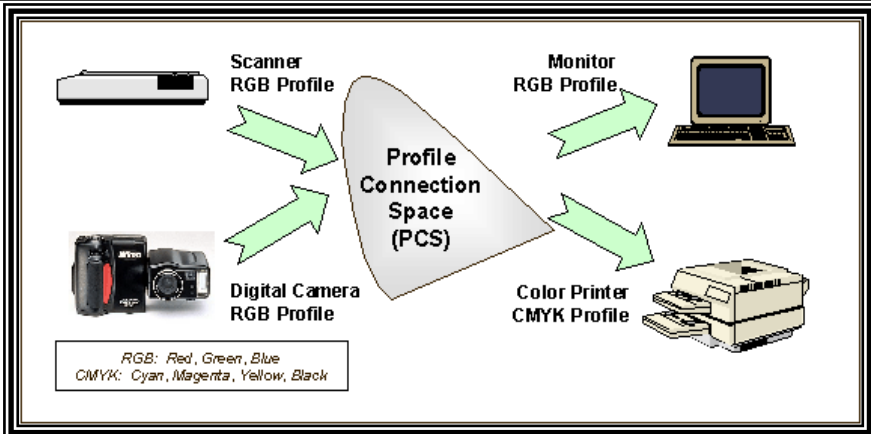 Scanner
RGB Profile
Monitor
RGB Profile
Profile
Connection
Space
(PCS)
Digital Camera
RGB Profile
Color Printer
CMYK Profile
RGB: Red, Green, Blue
CMYK: Cyan, Magenta, Yellow, Black
Nikon